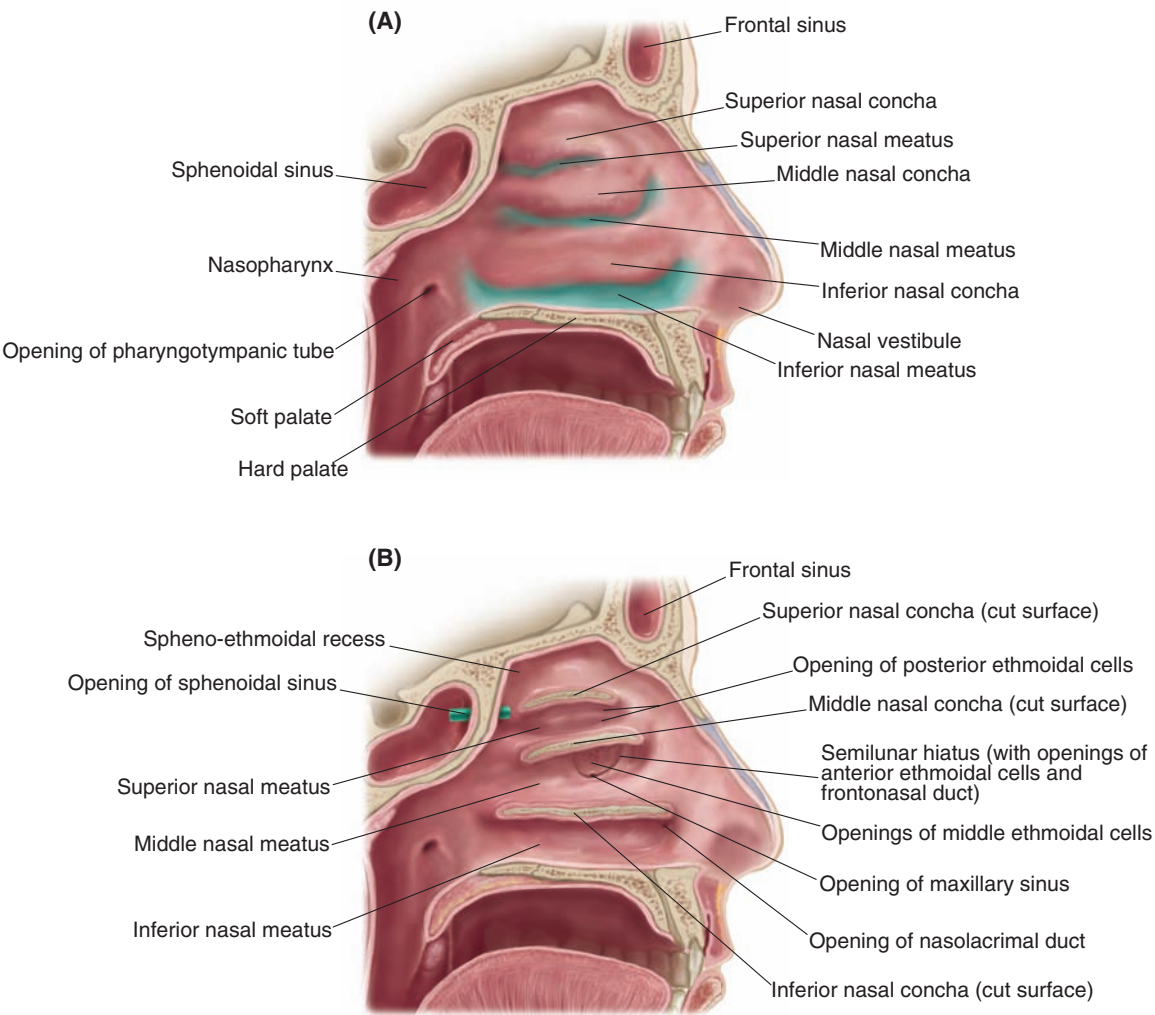 (A)
Frontal sinus
Superior nasal concha
Superior nasal meatus
Sphenoidal sinus
Middle nasal concha
Middle nasal meatus
Nasopharynx
Inferior nasal concha
Nasal vestibule
Opening of pharyngotympanic tube
Inferior nasal meatus
Soft palate
Hard palate
(B)
Frontal sinus
Superior nasal concha (cut surface)
Spheno-ethmoidal recess
Opening of posterior ethmoidal cells
Opening of sphenoidal sinus
Middle nasal concha (cut surface)
Semilunar hiatus (with openings of
anterior ethmoidal cells and
frontonasal duct)
Superior nasal meatus
Openings of middle ethmoidal cells
Middle nasal meatus
Opening of maxillary sinus
Inferior nasal meatus
Opening of nasolacrimal duct
Inferior nasal concha (cut surface)